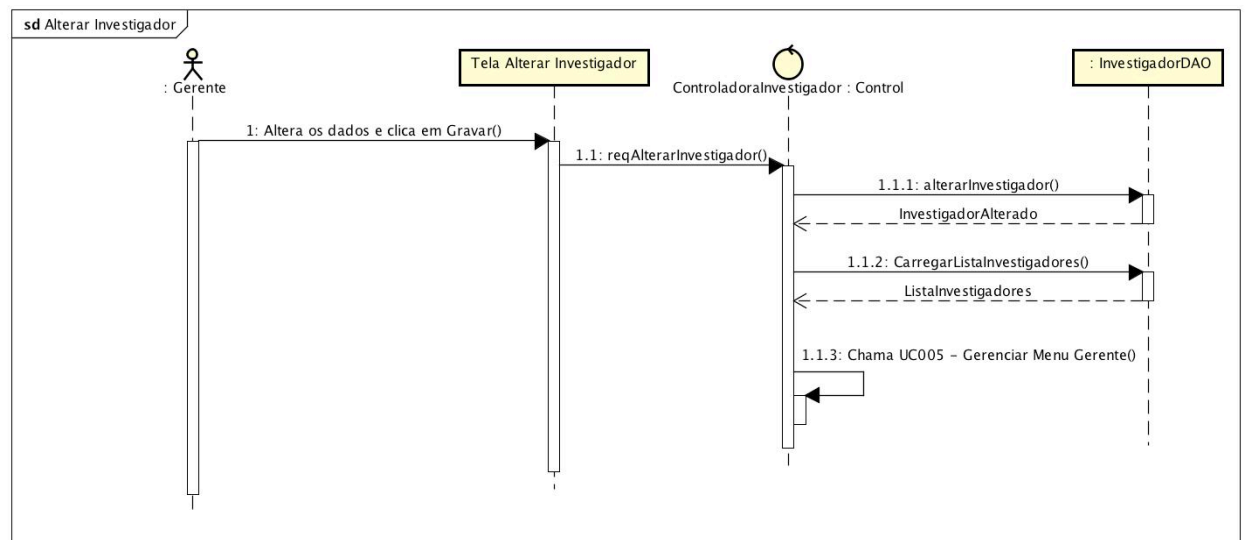 sd Alterar Investigador
: Gerente
Tela Alterar Investigador
ControladoraInvestigador : Control
: InvestigadorDAO
1: Altera os dados e clica em Gravar()
1.1: reqAlterarInvestigador()
1.1.1: alterarInvestigador()
InvestigadorAlterado
1.1.2: CarregarListaInvestigadores()
ListaInvestigadores
1.1.3: Chama UC005 – Gerenciar Menu Gerente()